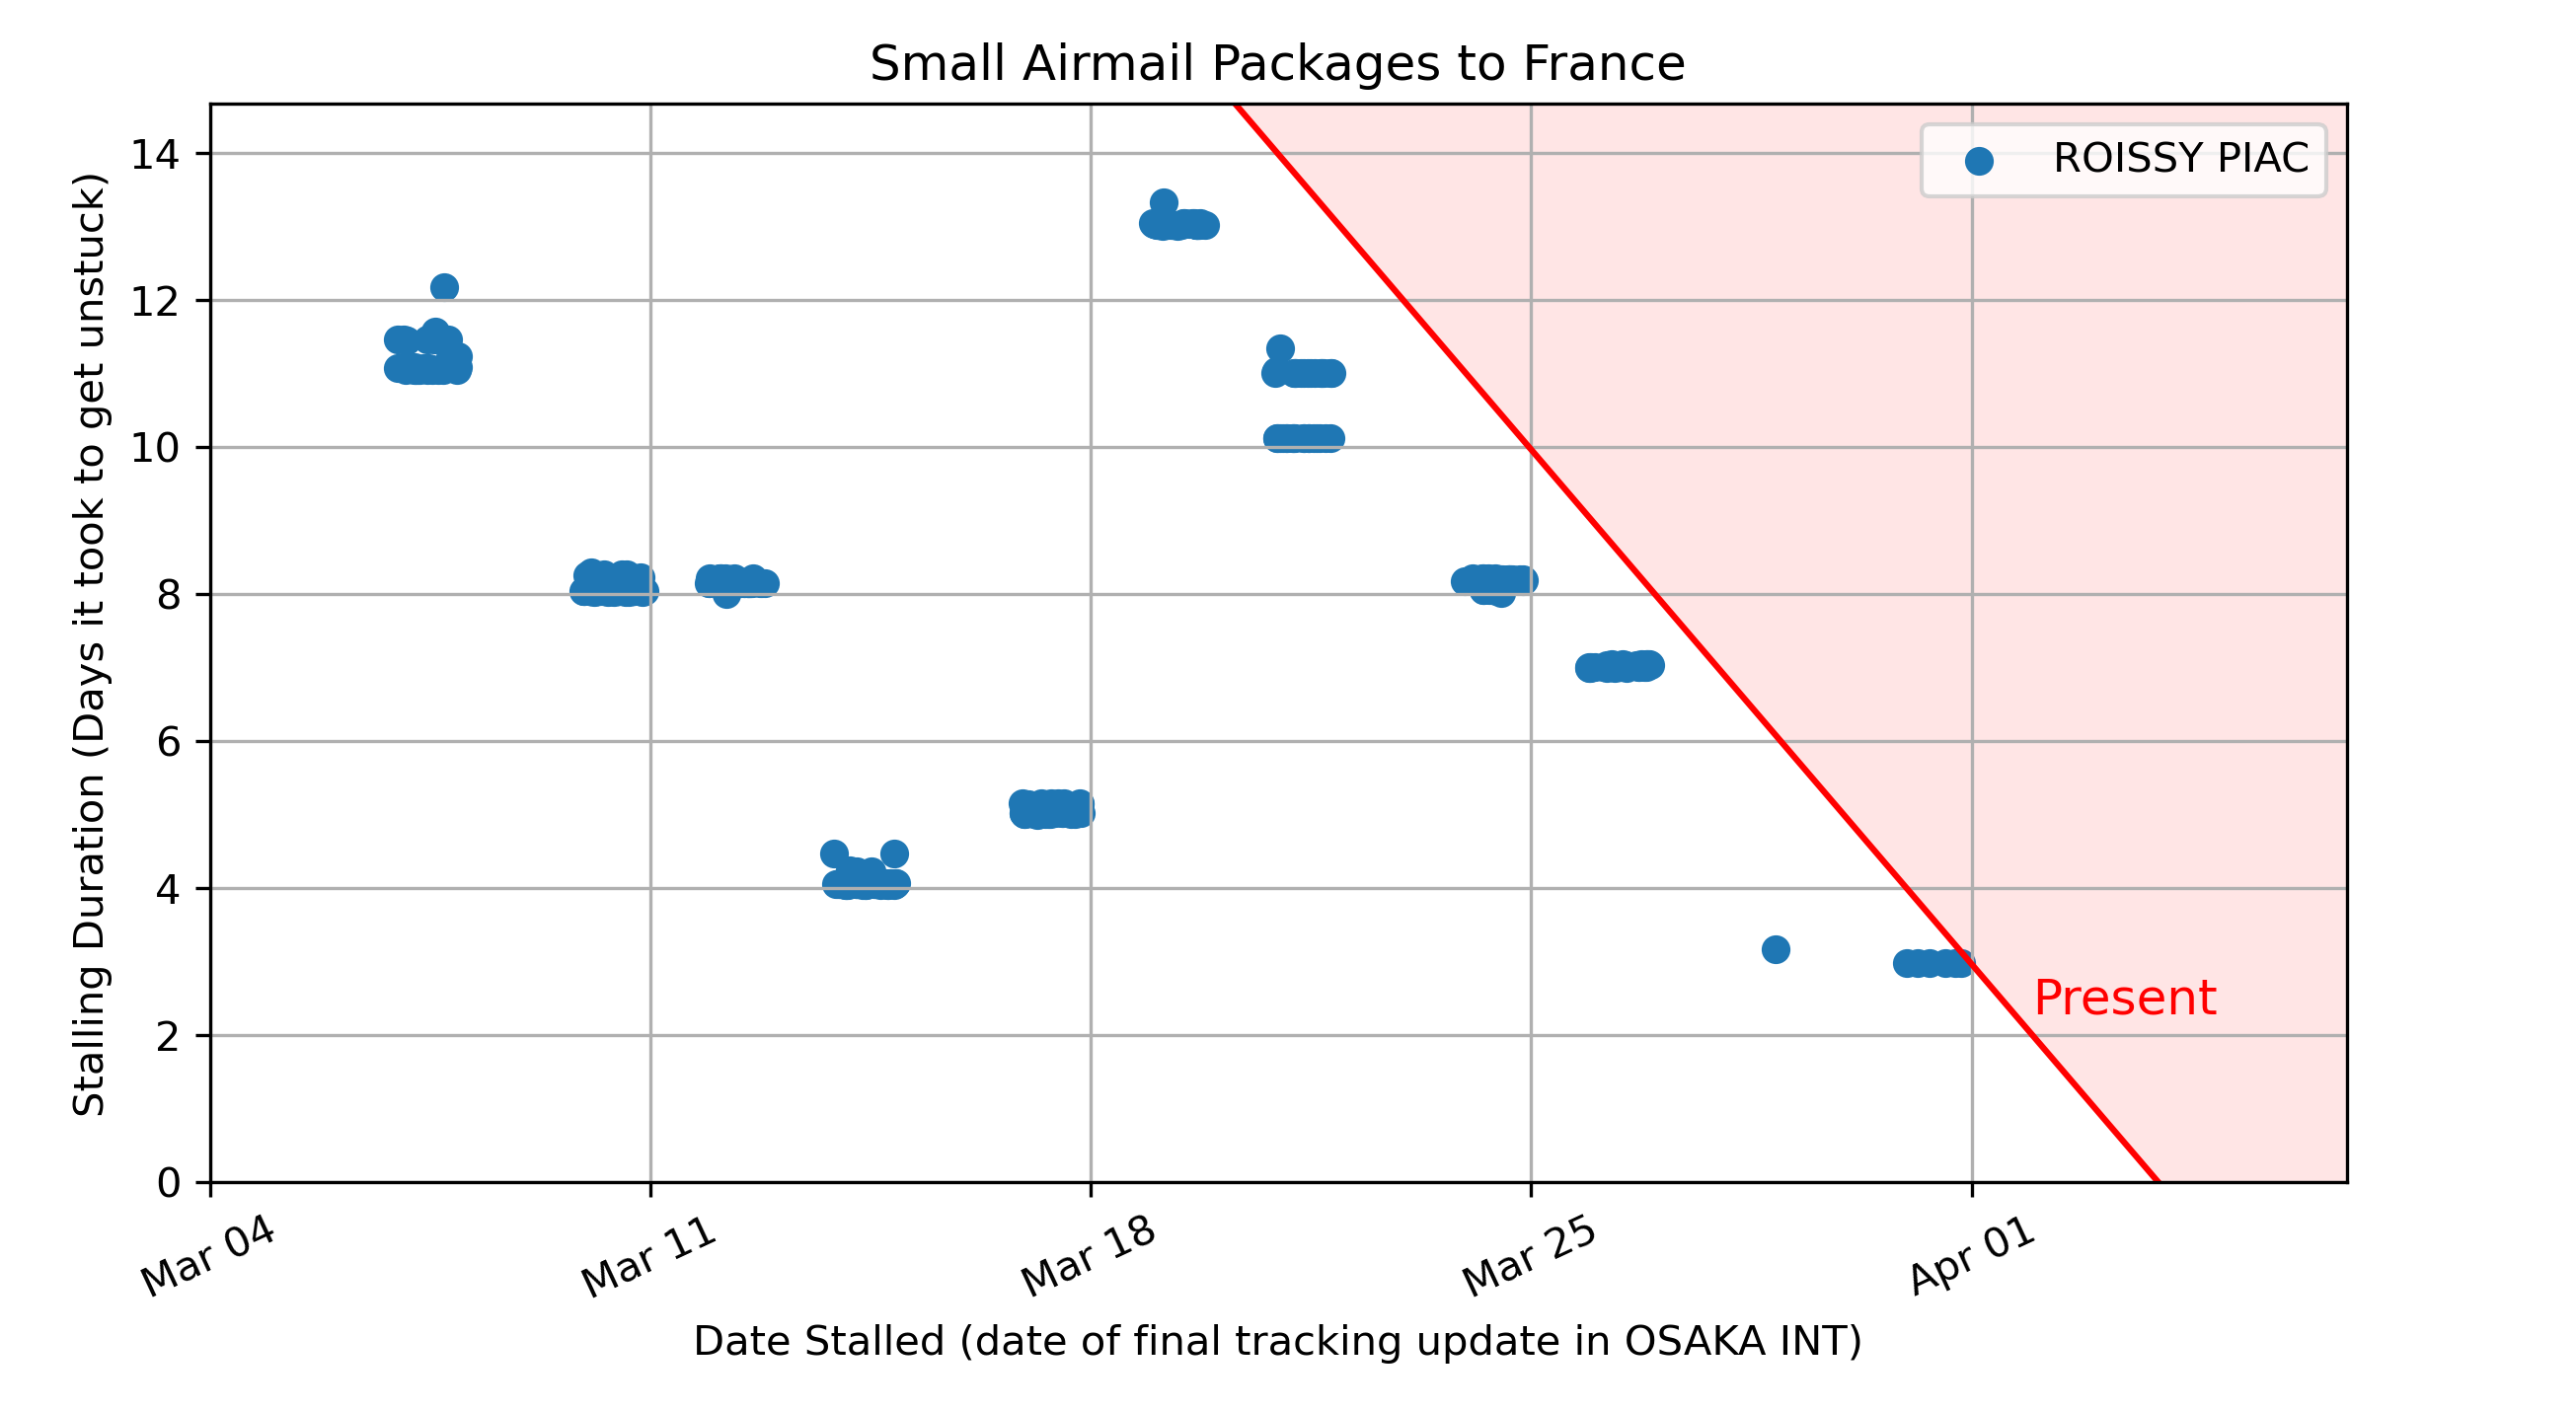 Small Airmail Packages to France
Stalling Duration (Days it took to get unstuck)
14
12
10
8
6
4
2
0
ROISSY PIAC
Present
Mar 04
Mar 11
Mar 18
Mar 25
Apr 01
Date Stalled (date of final tracking update in OSAKA INT)